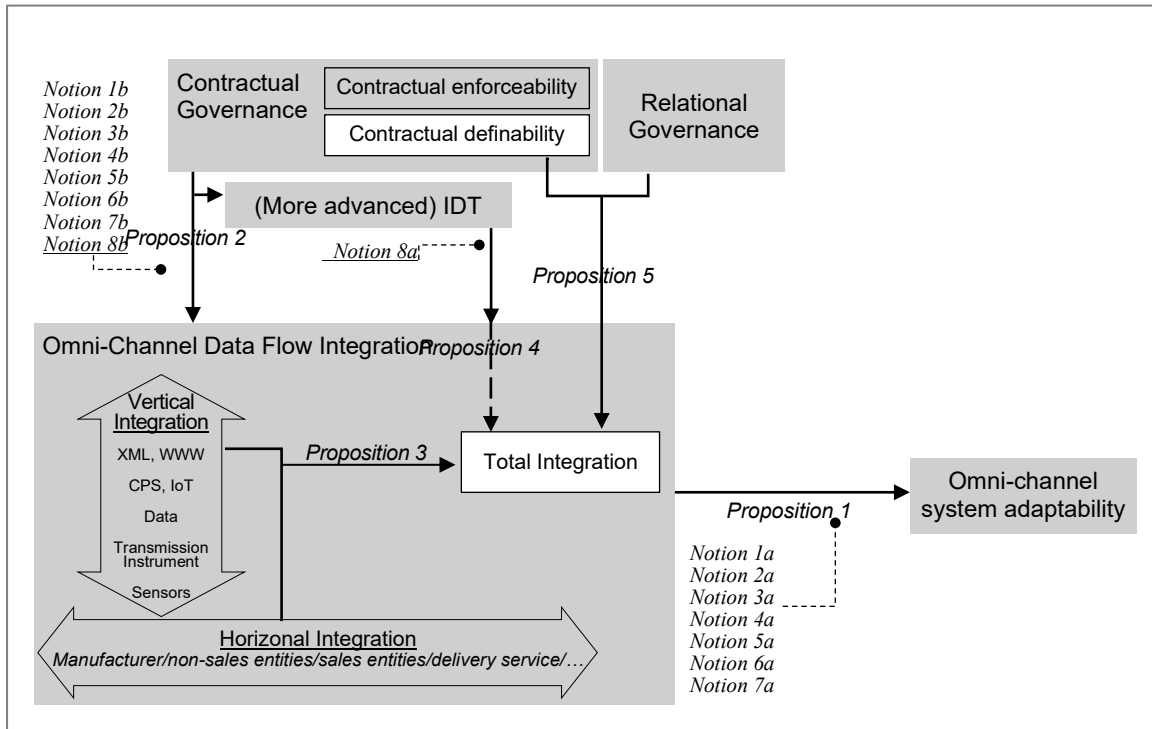 Contractual
Governance
Contractual enforceability
Contractual definability
Relational
Governance
Notion 1b
Notion 2b
Notion 3b
Notion 4b
Notion 5b
Notion 6b
Notion 7b
Notion 8b
Proposition 2
(More advanced) IDT
Notion 8a
Proposition 5
Omni-Channel Data Flow Integration
Proposition 4
Vertical
Integration
XML, WWW
CPS, IoT
Data
Transmission
Instrument
Sensors
Proposition 3
Total Integration
Proposition 1
Omni-channel
system adaptability
Notion 1a
Notion 2a
Notion 3a
Notion 4a
Notion 5a
Notion 6a
Notion 7a
Horizonal Integration
Manufacturer/non-sales entities/sales entities/delivery service/…